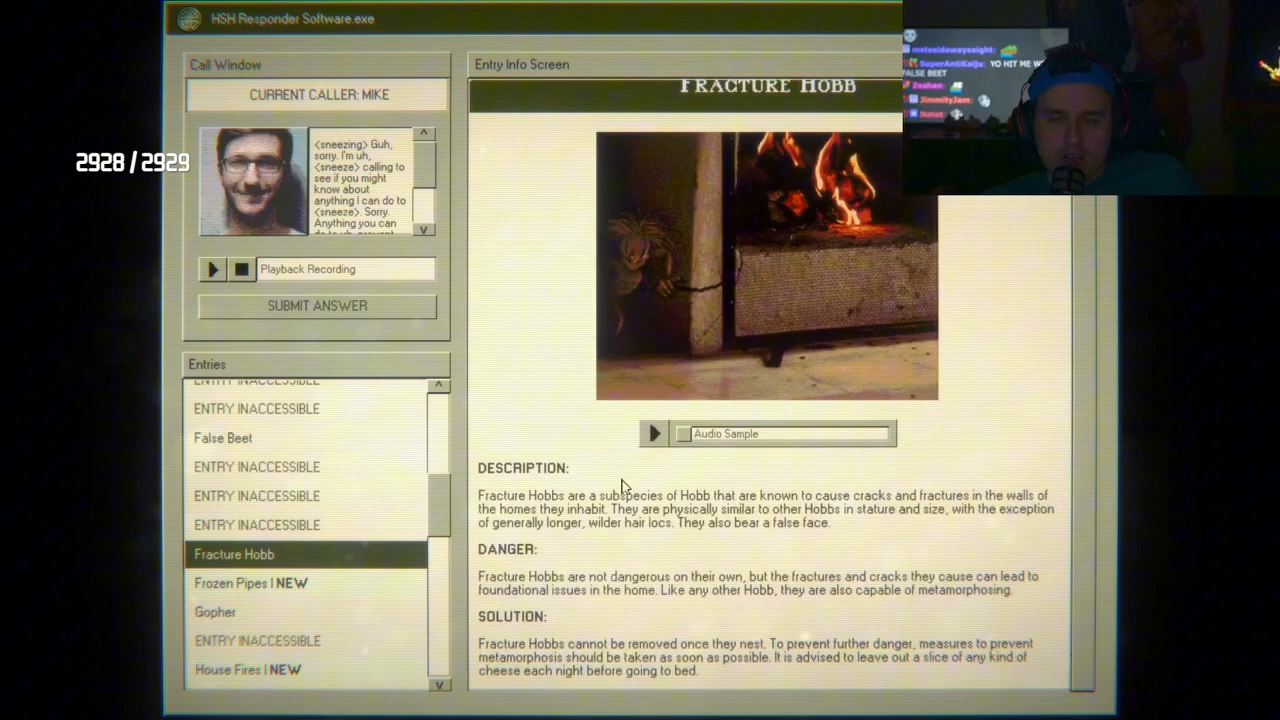 HSH Responder Software.exe
Call Window
CURRENT CALLER: MIKE
<sneezing> Guh,
sorry. I'm uh,
<sneeze> calling to
see if you might
know about
anything I can do to
<sneeze>. Sorry.
Anything you can
2928 / 2929
Playback Recording
SUBMIT ANSWER
Entries
ENTRY INACCESSIBLE
ENTRY INACCESSIBLE
False Beet
ENTRY INACCESSIBLE
ENTRY INACCESSIBLE
ENTRY INACCESSIBLE
Fracture Hobb
Frozen Pipes | NEW
Gopher
ENTRY INACCESSIBLE
House Fires | NEW
Entry Info Screen
FRACTURE HOBB
Audio Sample
DESCRIPTION:
Fracture Hobbs are a subspecies of Hobb that are known to cause cracks and fractures in the walls of
the homes they inhabit. They are physically similar to other Hobbs in stature and size, with the exception
of generally longer, wilder hair locs. They also bear a false face.
DANGER:
Fracture Hobbs are not dangerous on their own, but the fractures and cracks they cause can lead to
foundational issues in the home. Like any other Hobb, they are also capable of metamorphosing.
SOLUTION:
Fracture Hobbs cannot be removed once they nest. To prevent further danger, measures to prevent
metamorphosis should be taken as soon as possible. It is advised to leave out a slice of any kind of
cheese each night before going to bed.
SuperAntiKaiju: YO HIT ME
FALSE BEET
Zeshan:
JimmityJam: